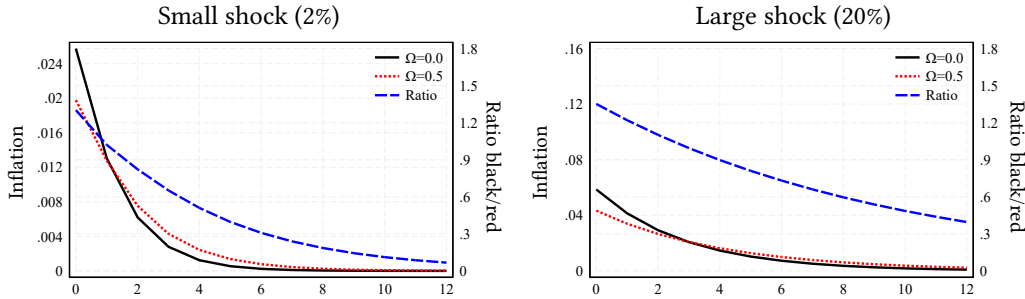 Small shock (2%)
Inflation
.024
.02
.016
.012
.008
.004
0
Ω=0.0
Ω=0.5
Ratio
1.8
1.5
1.2
.9
.6
.3
0
Ratio black/red
0 2 4 6 8 10 12
Large shock (20%)
Inflation
.16
.12
.08
.04
0
Ω=0.0
Ω=0.5
Ratio
1.8
1.5
1.2
.9
.6
.3
0
Ratio black/red
0 2 4 6 8 10 12